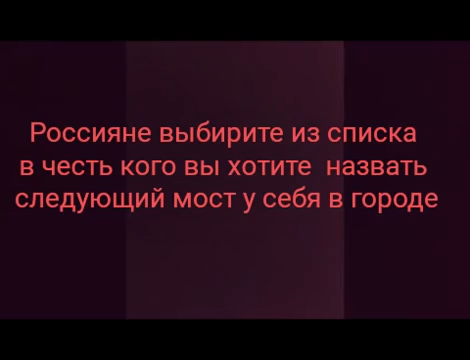 Россияне выбирите из списка
в честь кого вы хотите назвать
следующий мост у себя в городе